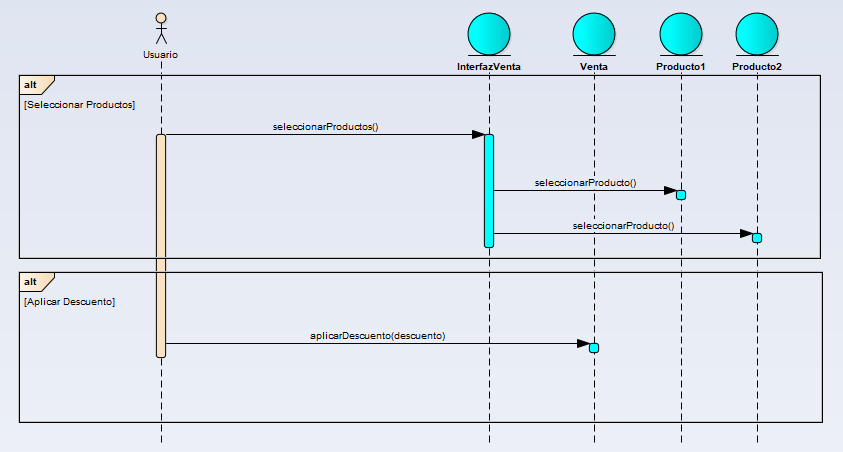 Usuario
InterfazVenta
Venta
Producto1
Producto2
alt
[Seleccionar Productos]
seleccionarProductos()
seleccionarProducto()
seleccionarProducto()
alt
[Aplicar Descuento]
aplicarDescuento(descuento)